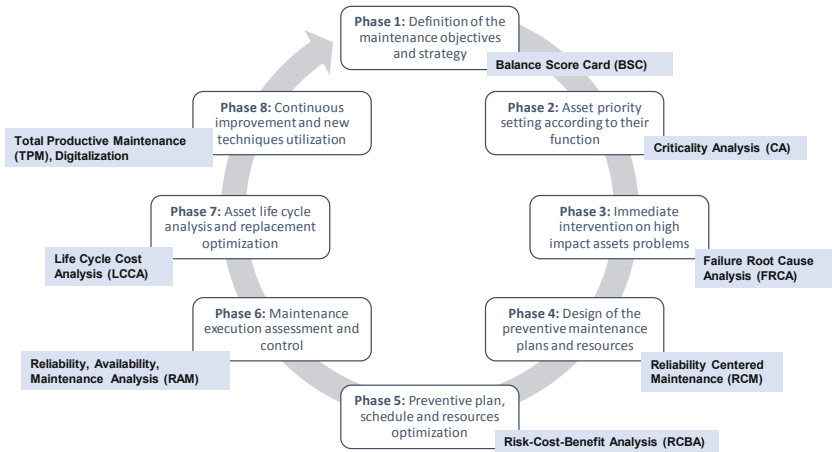 Phase 1: Definition of the
maintenance objectives
and strategy
Balance Score Card (BSC)
Phase 2: Asset priority
setting according to their
function
Criticality Analysis (CA)
Phase 3: Immediate
intervention on high
impact assets problems
Failure Root Cause
Analysis (FRCA)
Phase 4: Design of the
preventive maintenance
plans and resources
Reliability Centered
Maintenance (RCM)
Phase 5: Preventive plan,
schedule and resources
optimization
Risk-Cost-Benefit Analysis (RCBA)
Phase 6: Maintenance
execution assessment and
control
Reliability, Availability,
Maintenance Analysis (RAM)
Phase 7: Asset life cycle
analysis and replacement
optimization
Life Cycle Cost
Analysis (LCCA)
Phase 8: Continuous
improvement and new
techniques utilization
Total Productive Maintenance
(TPM), Digitalization